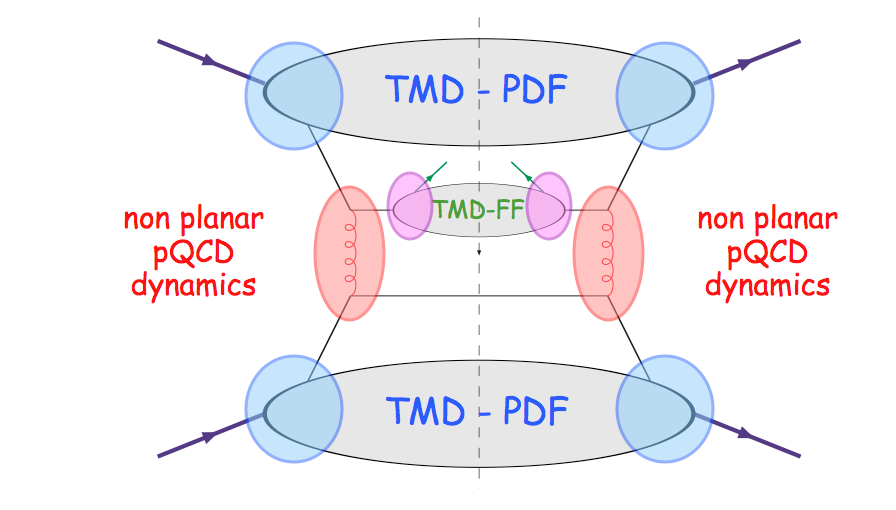 TMD - PDF
TMD-FF
non planar
pQCD
dynamics
non planar
pQCD
dynamics
TMD - PDF